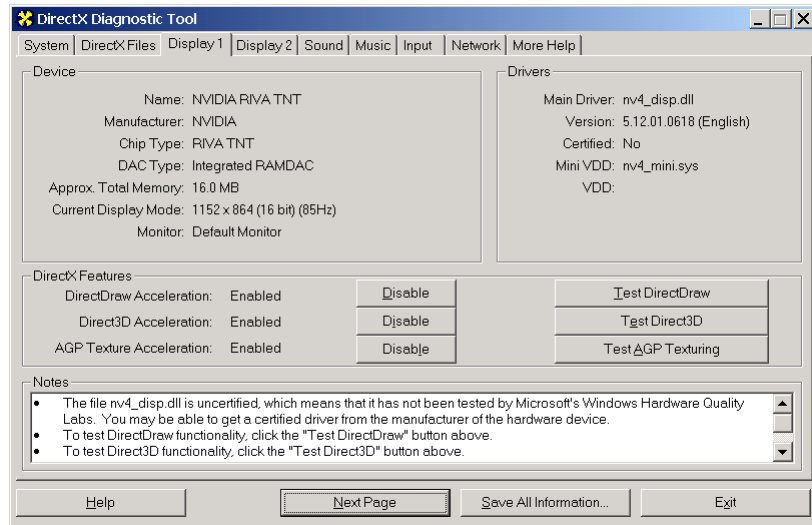 DirectX Diagnostic Tool
System DirectX Files Display 1 Display 2 Sound Music Input Network More Help
Device
Name: NVIDIA RIVA TNT
Manufacturer: NVIDIA
Chip Type: RIVA TNT
DAC Type: Integrated RAMDAC
Approx. Total Memory: 16.0 MB
Current Display Mode: 1152 x 864 (16 bit) (85Hz)
Monitor: Default Monitor
Drivers
Main Driver: nv4_disp.dll
Version: 5.12.01.0618 (English)
Certified: No
Mini VDD: nv4_mini.sys
VDD:
DirectX Features
DirectDraw Acceleration: Enabled Disable Test DirectDraw
Direct3D Acceleration: Enabled Disable Test Direct3D
AGP Texture Acceleration: Enabled Disable Test AGP Texturing
Notes
• The file nv4_disp.dll is uncertified, which means that it has not been tested by Microsoft's Windows Hardware Quality
Labs. You may be able to get a certified driver from the manufacturer of the hardware device.
• To test DirectDraw functionality, click the "Test DirectDraw" button above.
• To test Direct3D functionality, click the "Test Direct3D" button above.
Help Next Page Save All Information... Exit